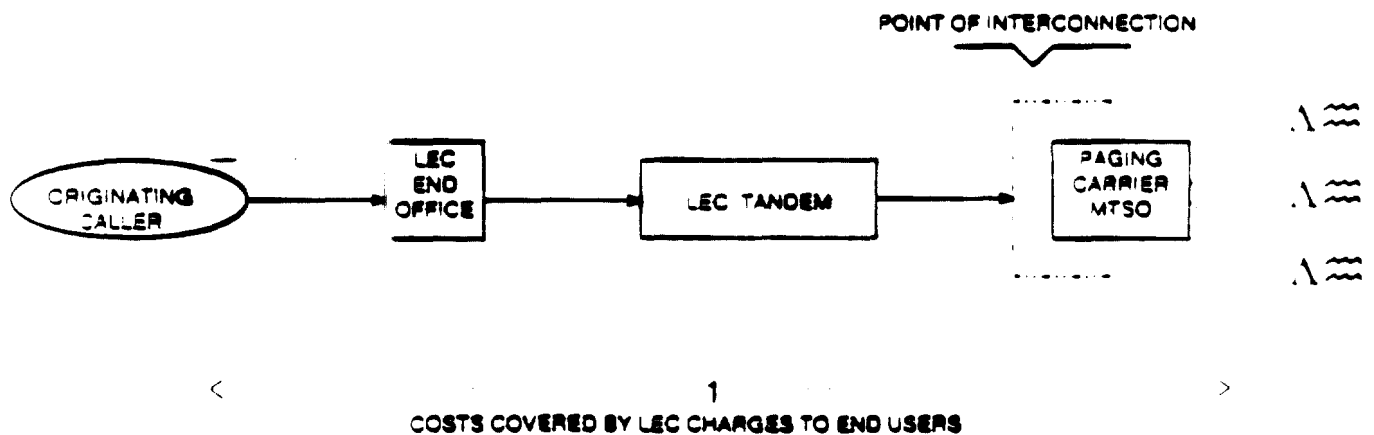 POINT OF INTERCONNECTION
ORIGINATING
CALLER
LEC
END
OFFICE
LEC TANDEM
PAGING
CARRIER
MTSO
< 1 >
COSTS COVERED BY LEC CHARGES TO END USERS